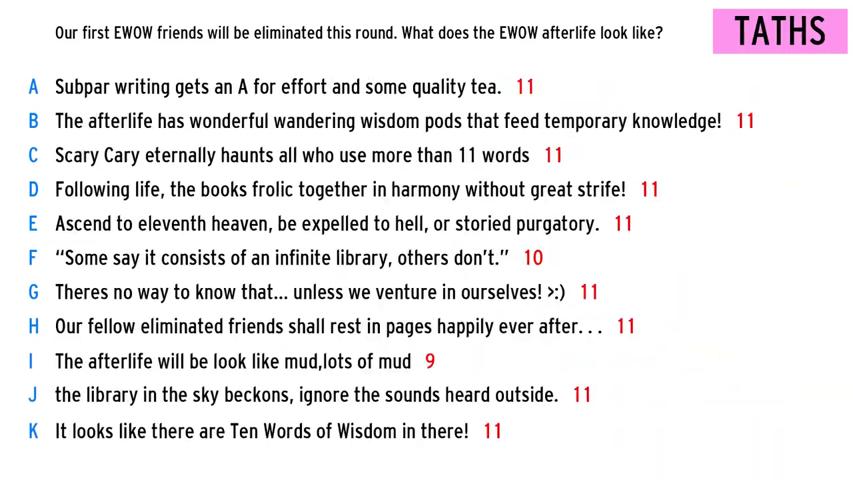 Our first EWOW friends will be eliminated this round. What does the EWOW afterlife look like?
TATHS
A Subpar writing gets an A for effort and some quality tea. 11
B The afterlife has wonderful wandering wisdom pods that feed temporary knowledge! 11
C Scary Cary eternally haunts all who use more than 11 words 11
D Following life, the books frolic together in harmony without great strife! 11
E Ascend to eleventh heaven, be expelled to hell, or storied purgatory. 11
F “Some say it consists of an infinite library, others don't.” 10
G Theres no way to know that... unless we venture in ourselves! >:) 11
H Our fellow eliminated friends shall rest in pages happily ever after. . . 11
I The afterlife will be look like mud,lots of mud 9
J the library in the sky beckons, ignore the sounds heard outside. 11
K It looks like there are Ten Words of Wisdom in there! 11